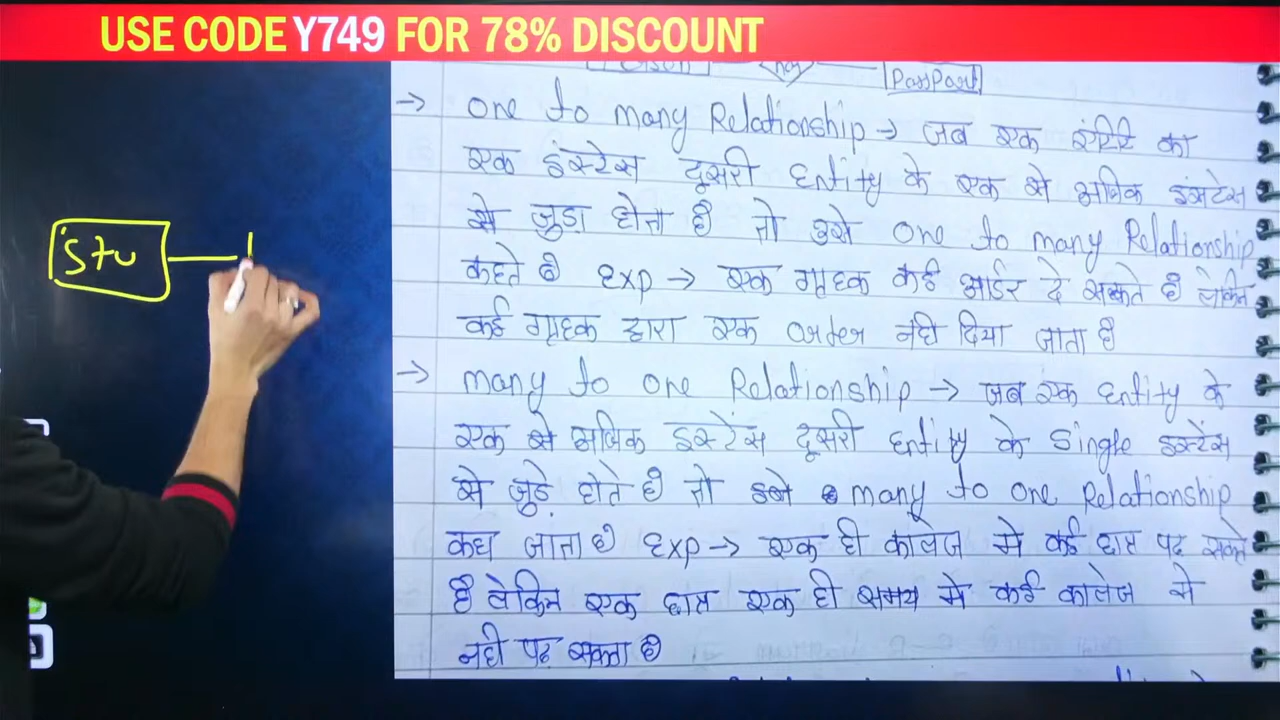 USE CODE Y749 FOR 78% DISCOUNT
PassPort
→ one to many Relationship → जब एक इंटिटि का
एक इंस्टेंस दूसरी Entity के एक से अधिक इंसटेंस
से जुडा होता है तो उसे one to many Relationship
कहते है Exp → एक ग्राहक कई आर्डर दे सकते है लेकिन
कई ग्राहक द्वारा एक order नही दिया जाता है
→ many to one Relationship → जब एक Entity के
एक से अधिक इंस्टेंस दूसरी Entity के Single इंस्टेंस
से जुडे़ होते है तो इसे many to one Relationship
कहा जाता है Exp → एक ही कालेज मे कई छात्र पढ़ सकते
है लेकिन एक छात्र एक ही समय मे कई कालेज मे
नही पढ़ सकता है
Stu